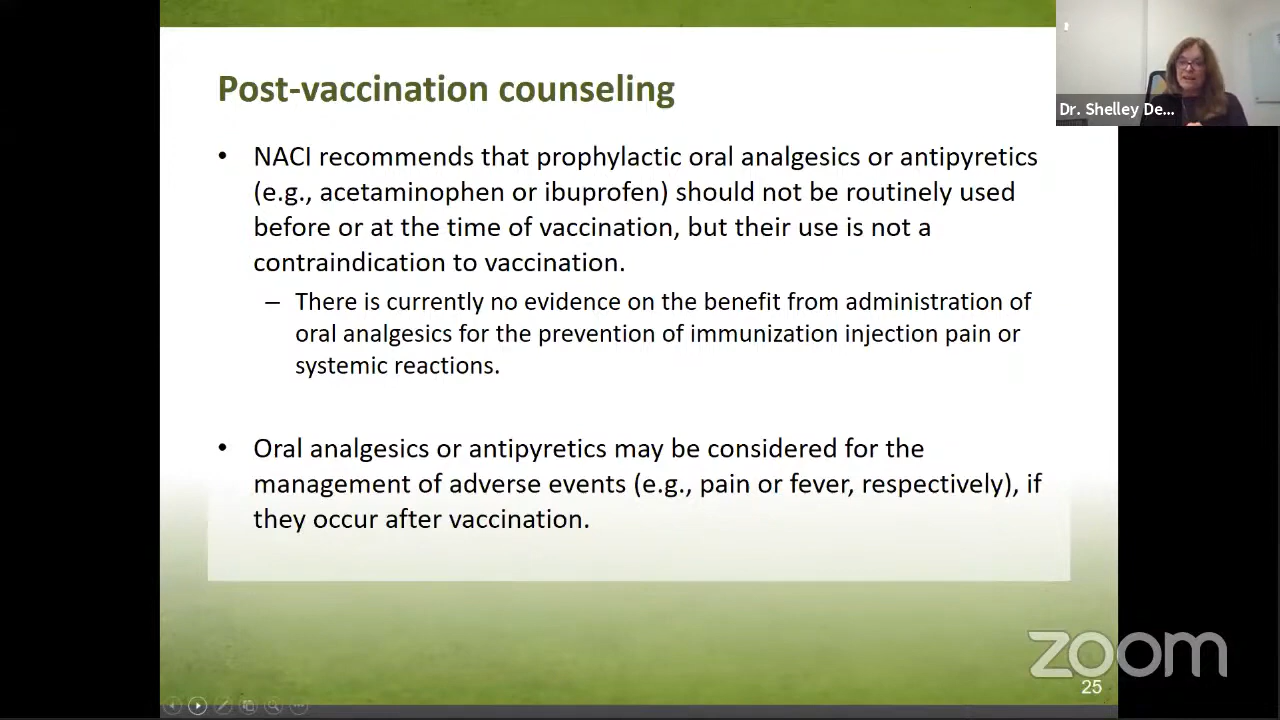 Post-vaccination counseling
• NACI recommends that prophylactic oral analgesics or antipyretics
(e.g., acetaminophen or ibuprofen) should not be routinely used
before or at the time of vaccination, but their use is not a
contraindication to vaccination.
– There is currently no evidence on the benefit from administration of
oral analgesics for the prevention of immunization injection pain or
systemic reactions.
• Oral analgesics or antipyretics may be considered for the
management of adverse events (e.g., pain or fever, respectively), if
they occur after vaccination.
Dr. Shelley De...
zoom
25